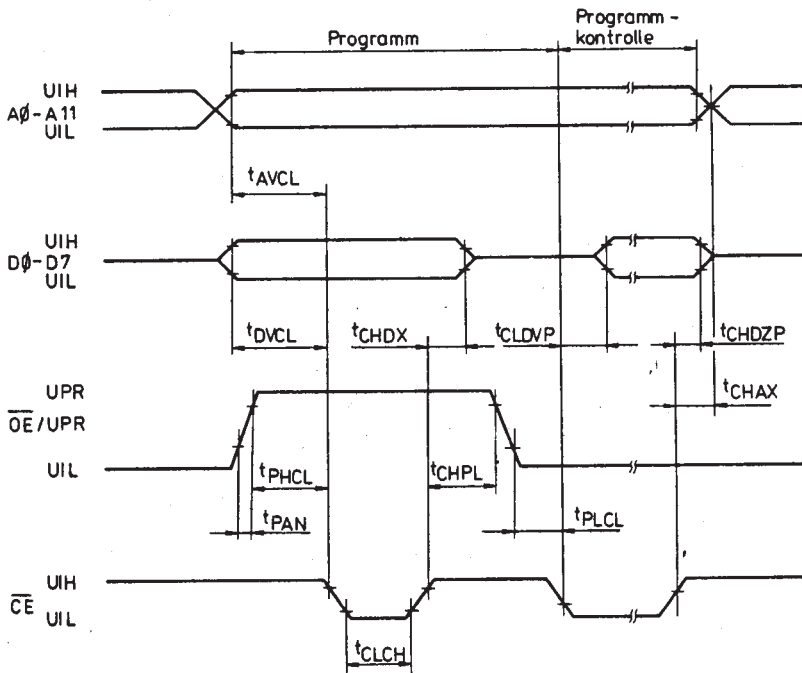 Programm
Programm-
kontrolle
UIH
AØ-A11
UIL
tAVCL
UIH
DØ-D7
UIL
tDVCL
tCHDX
tCLDVP
tCHDZP
tCHAX
UPR
OE/UPR
UIL
tPHCL
tCHPL
tPAN
tPLCL
UIH
CE
UIL
tCLCH